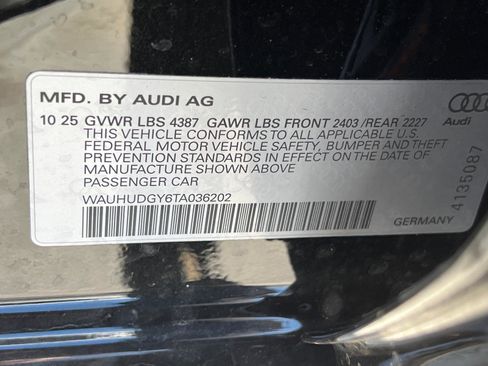 MFD. BY AUDI AG
10 25 GVWR LBS 4387 GAWR LBS FRONT 2403 /REAR 2227
Audi
THIS VEHICLE CONFORMS TO ALL APPLICABLE U.S.
FEDERAL MOTOR VEHICLE SAFETY, BUMPER AND THEFT
PREVENTION STANDARDS IN EFFECT ON THE DATE OF
MANUFACTURE SHOWN ABOVE
PASSENGER CAR
WAUHUDGY6TA036202
GERMANY
4135087